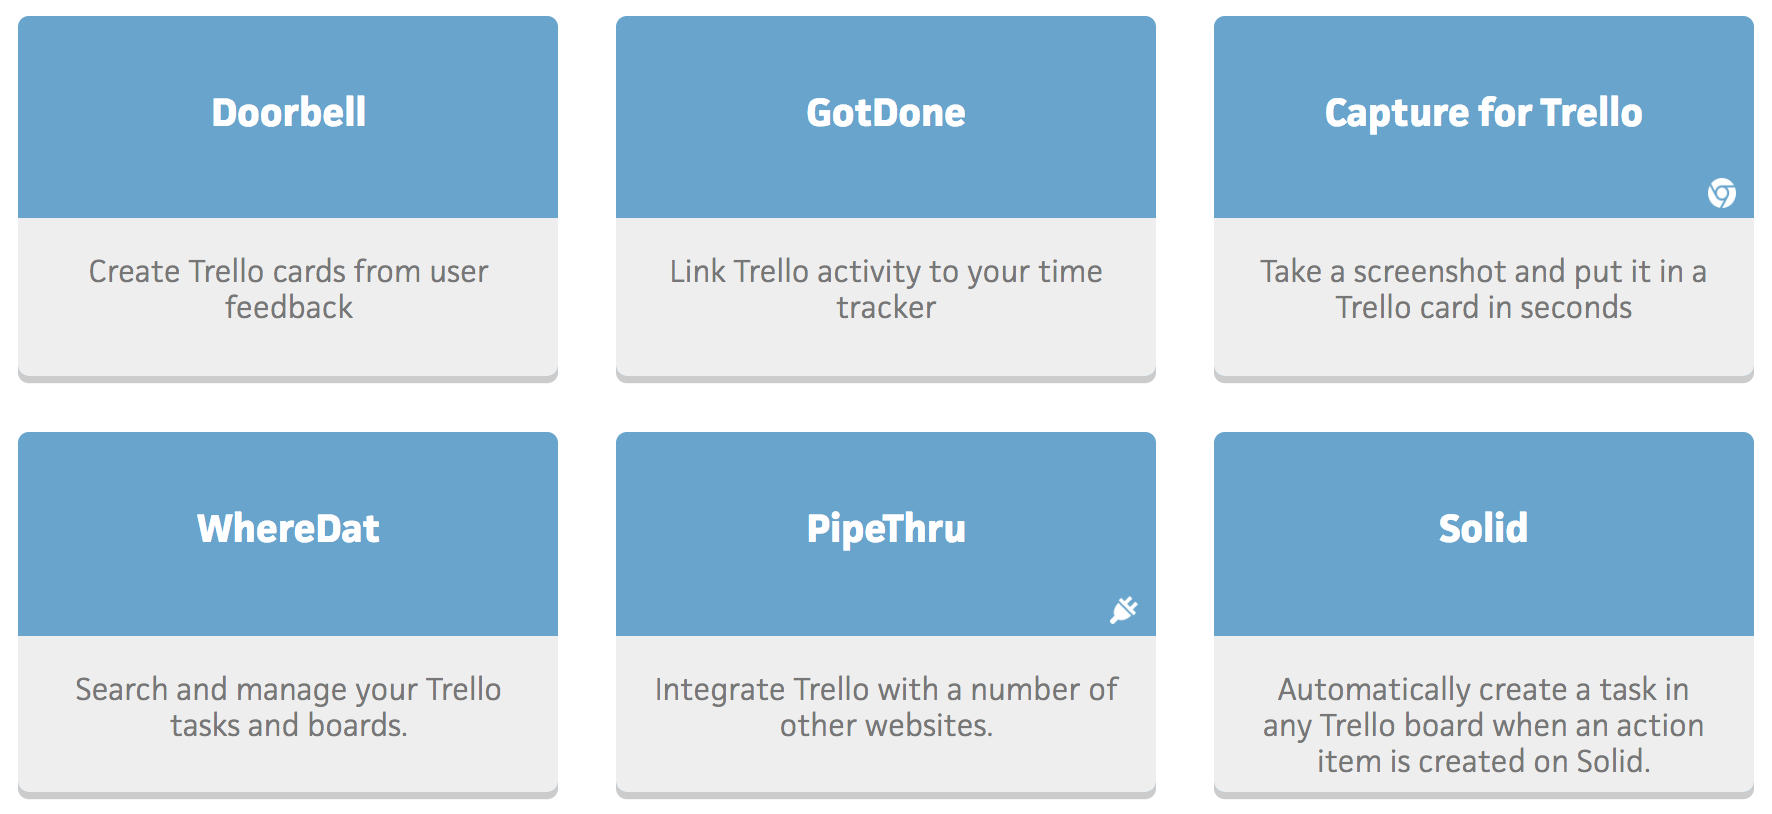 Doorbell
Create Trello cards from user
feedback
GotDone
Link Trello activity to your time
tracker
Capture for Trello
Take a screenshot and put it in a
Trello card in seconds
WhereDat
Search and manage your Trello
tasks and boards.
PipeThru
Integrate Trello with a number of
other websites.
Solid
Automatically create a task in
any Trello board when an action
item is created on Solid.